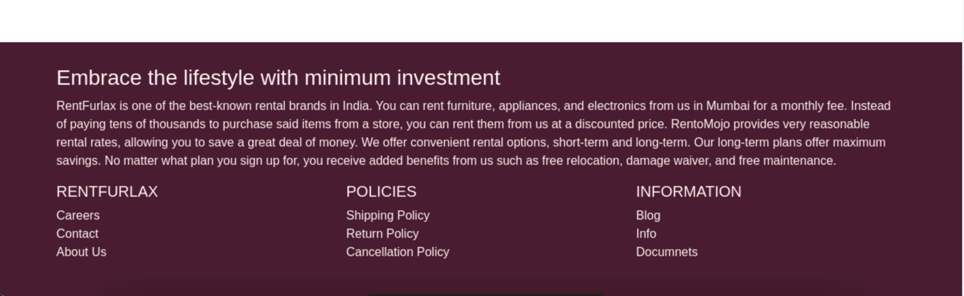 Embrace the lifestyle with minimum investment
RentFurlax is one of the best-known rental brands in India. You can rent furniture, appliances, and electronics from us in Mumbai for a monthly fee. Instead
of paying tens of thousands to purchase said items from a store, you can rent them from us at a discounted price. RentoMojo provides very reasonable
rental rates, allowing you to save a great deal of money. We offer convenient rental options, short-term and long-term. Our long-term plans offer maximum
savings. No matter what plan you sign up for, you receive added benefits from us such as free relocation, damage waiver, and free maintenance.
RENTFURLAX POLICIES INFORMATION
Careers Shipping Policy Blog
Contact Return Policy Info
About Us Cancellation Policy Documnets